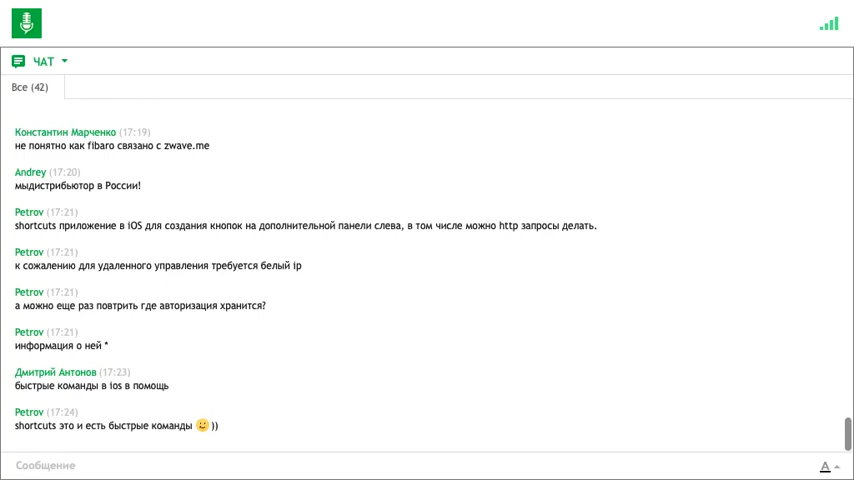 ЧАТ
Все (42)
Константин Марченко (17:19)
не понятно как fibaro связано с zwave.me
Andrey (17:20)
мыдистрибьютор в России!
Petrov (17:21)
shortcuts приложение в iOS для создания кнопок на дополнительной панели слева, в том числе можно http запросы делать.
Petrov (17:21)
к сожалению для удаленного управления требуется белый ip
Petrov (17:21)
а можно еще раз повтрить где авторизация хранится?
Petrov (17:21)
информация о ней *
Дмитрий Антонов (17:23)
быстрые команды в ios в помощь
Petrov (17:24)
shortcuts это и есть быстрые команды 🙂 ))
Сообщение A